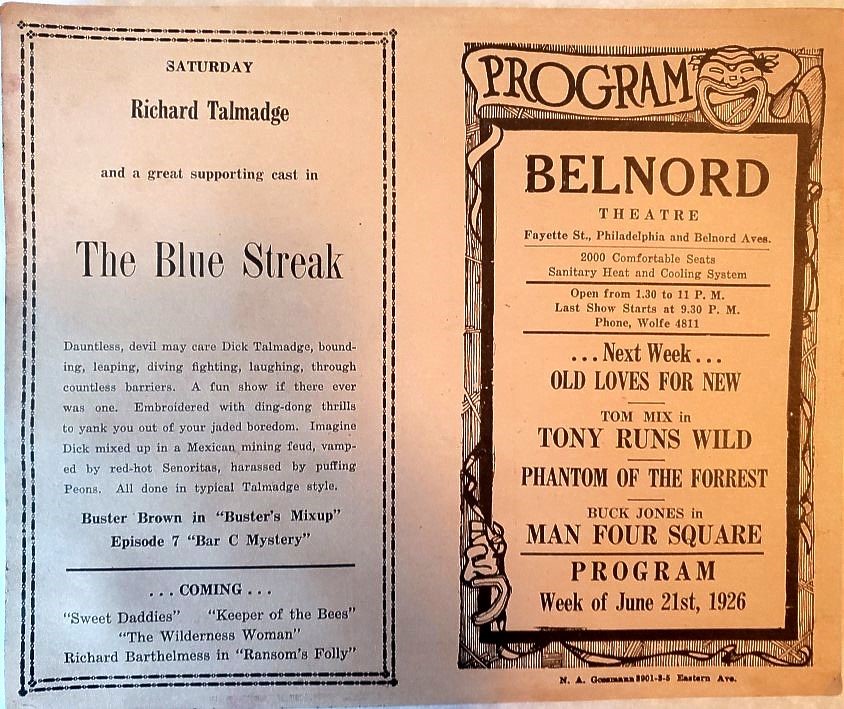 SATURDAY
Richard Talmadge
and a great supporting cast in
The Blue Streak
Dauntless, devil may care Dick Talmadge, bound-
ing, leaping, diving fighting, laughing, through
countless barriers. A fun show if there ever
was one. Embroidered with ding-dong thrills
to yank you out of your jaded boredom. Imagine
Dick mixed up in a Mexican mining feud, vamp-
ed by red-hot Senoritas, harassed by puffing
Peons. All done in typical Talmadge style.
Buster Brown in "Buster's Mixup"
Episode 7 "Bar C Mystery"
...COMING...
"Sweet Daddies" "Keeper of the Bees"
"The Wilderness Woman"
Richard Barthelmess in "Ransom's Folly"
PROGRAM
BELNORD
THEATRE
Fayette St., Philadelphia and Belnord Aves.
2000 Comfortable Seats
Sanitary Heat and Cooling System
Open from 1.30 to 11 P. M.
Last Show Starts at 9.30 P. M.
Phone, Wolfe 4811
...Next Week...
OLD LOVES FOR NEW
TOM MIX in
TONY RUNS WILD
PHANTOM OF THE FORREST
BUCK JONES in
MAN FOUR SQUARE
PROGRAM
Week of June 21st, 1926
N. A. Gossmann 3901-3-5 Eastern Ave.